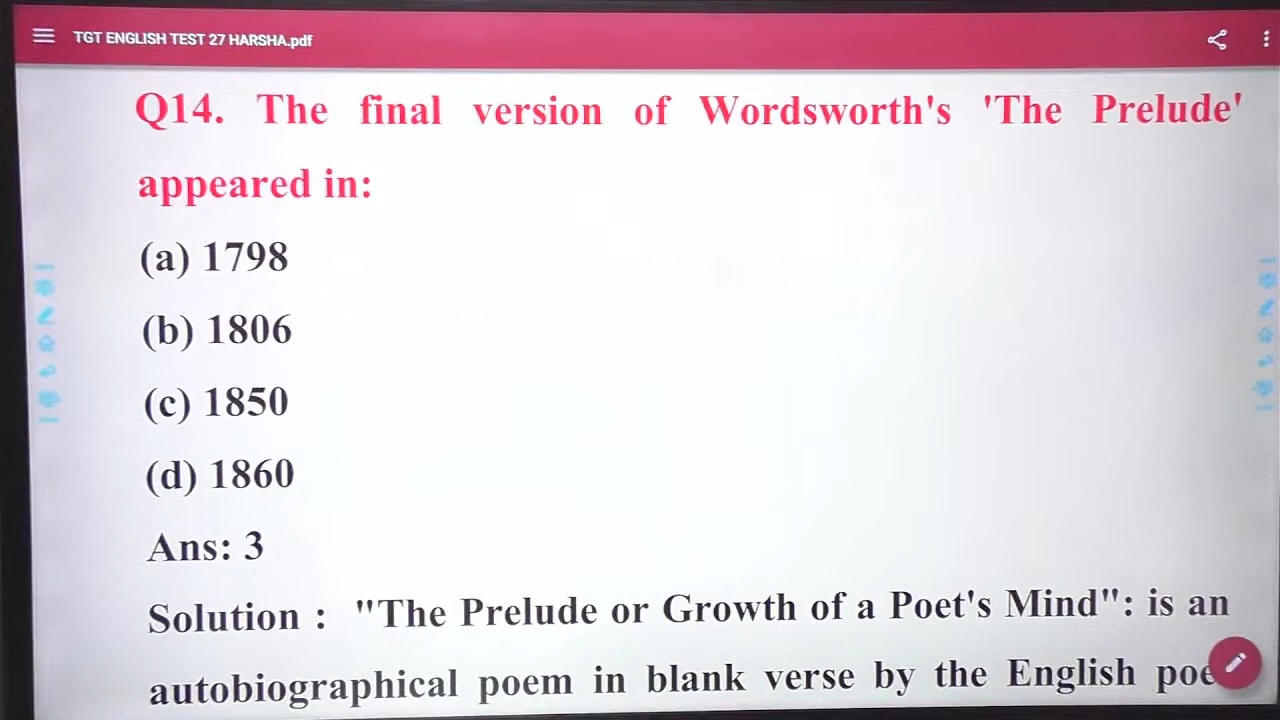 TGT ENGLISH TEST 27 HARSHA.pdf
Q14. The final version of Wordsworth's 'The Prelude'
appeared in:
(a) 1798
(b) 1806
(c) 1850
(d) 1860
Ans: 3
Solution : "The Prelude or Growth of a Poet's Mind": is an
autobiographical poem in blank verse by the English